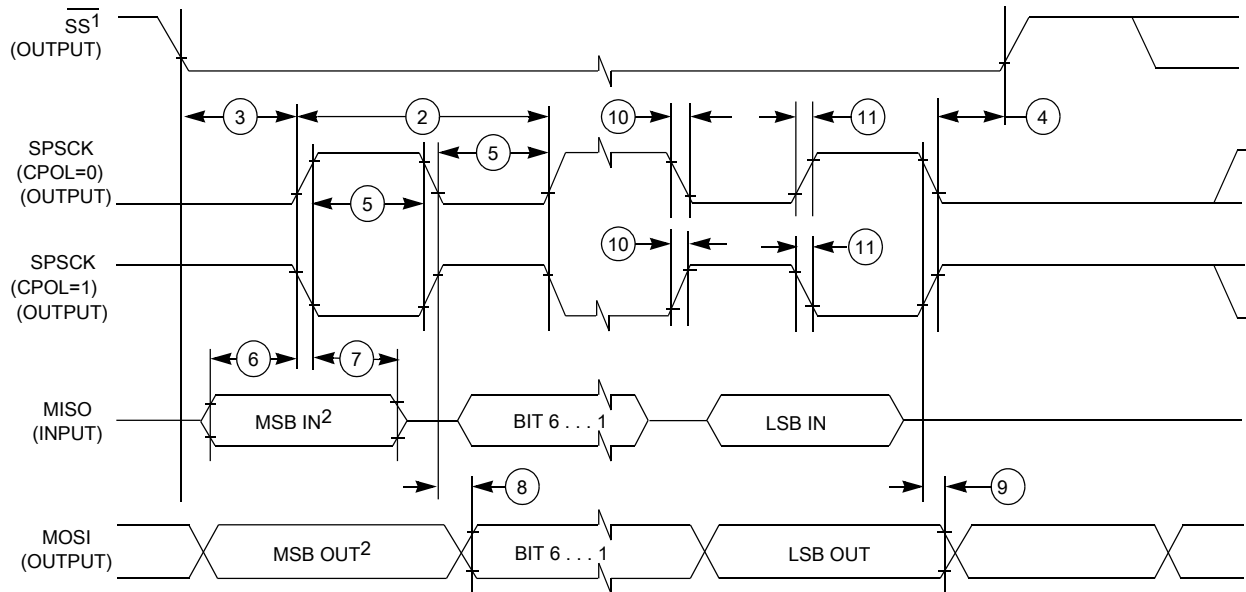 SS¹
(OUTPUT)
3
2
10
11
4
SPSCK
(CPOL=0)
(OUTPUT)
5
5
SPSCK
(CPOL=1)
(OUTPUT)
10
11
6
7
MISO
(INPUT)
MSB IN²
BIT 6 . . . 1
LSB IN
8
9
MOSI
(OUTPUT)
MSB OUT²
BIT 6 . . . 1
LSB OUT